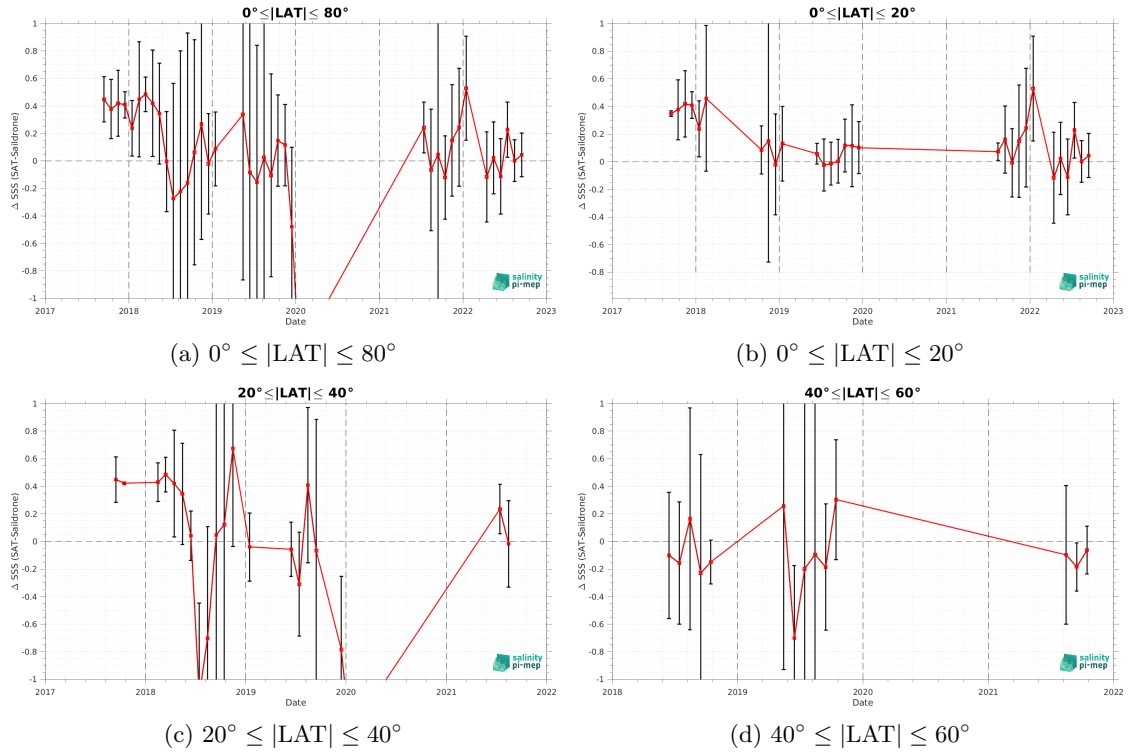 0°≤|LAT|≤ 80°
1
0.8
0.6
0.4
0.2
0
-0.2
-0.4
-0.6
-0.8
-1
Δ SSS (SAT-Saildrone)
2017 2018 2019 2020 2021 2022 2023
Date
salinity
pi-mep
(a) 0° ≤ |LAT| ≤ 80°
0°≤|LAT|≤ 20°
1
0.8
0.6
0.4
0.2
0
-0.2
-0.4
-0.6
-0.8
-1
Δ SSS (SAT-Saildrone)
2017 2018 2019 2020 2021 2022 2023
Date
salinity
pi-mep
(b) 0° ≤ |LAT| ≤ 20°
20°≤|LAT|≤ 40°
1
0.8
0.6
0.4
0.2
0
-0.2
-0.4
-0.6
-0.8
-1
Δ SSS (SAT-Saildrone)
2017 2018 2019 2020 2021 2022
Date
salinity
pi-mep
(c) 20° ≤ |LAT| ≤ 40°
40°≤|LAT|≤ 60°
1
0.8
0.6
0.4
0.2
0
-0.2
-0.4
-0.6
-0.8
-1
Δ SSS (SAT-Saildrone)
2018 2019 2020 2021 2022
Date
salinity
pi-mep
(d) 40° ≤ |LAT| ≤ 60°